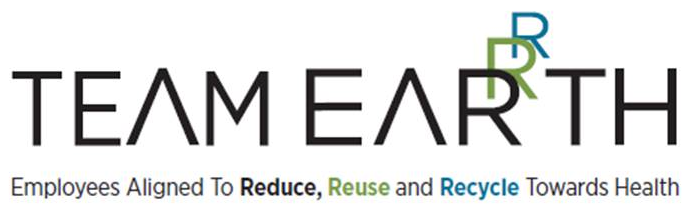 TEAM EARRRTH
Employees Aligned To Reduce, Reuse and Recycle Towards Health